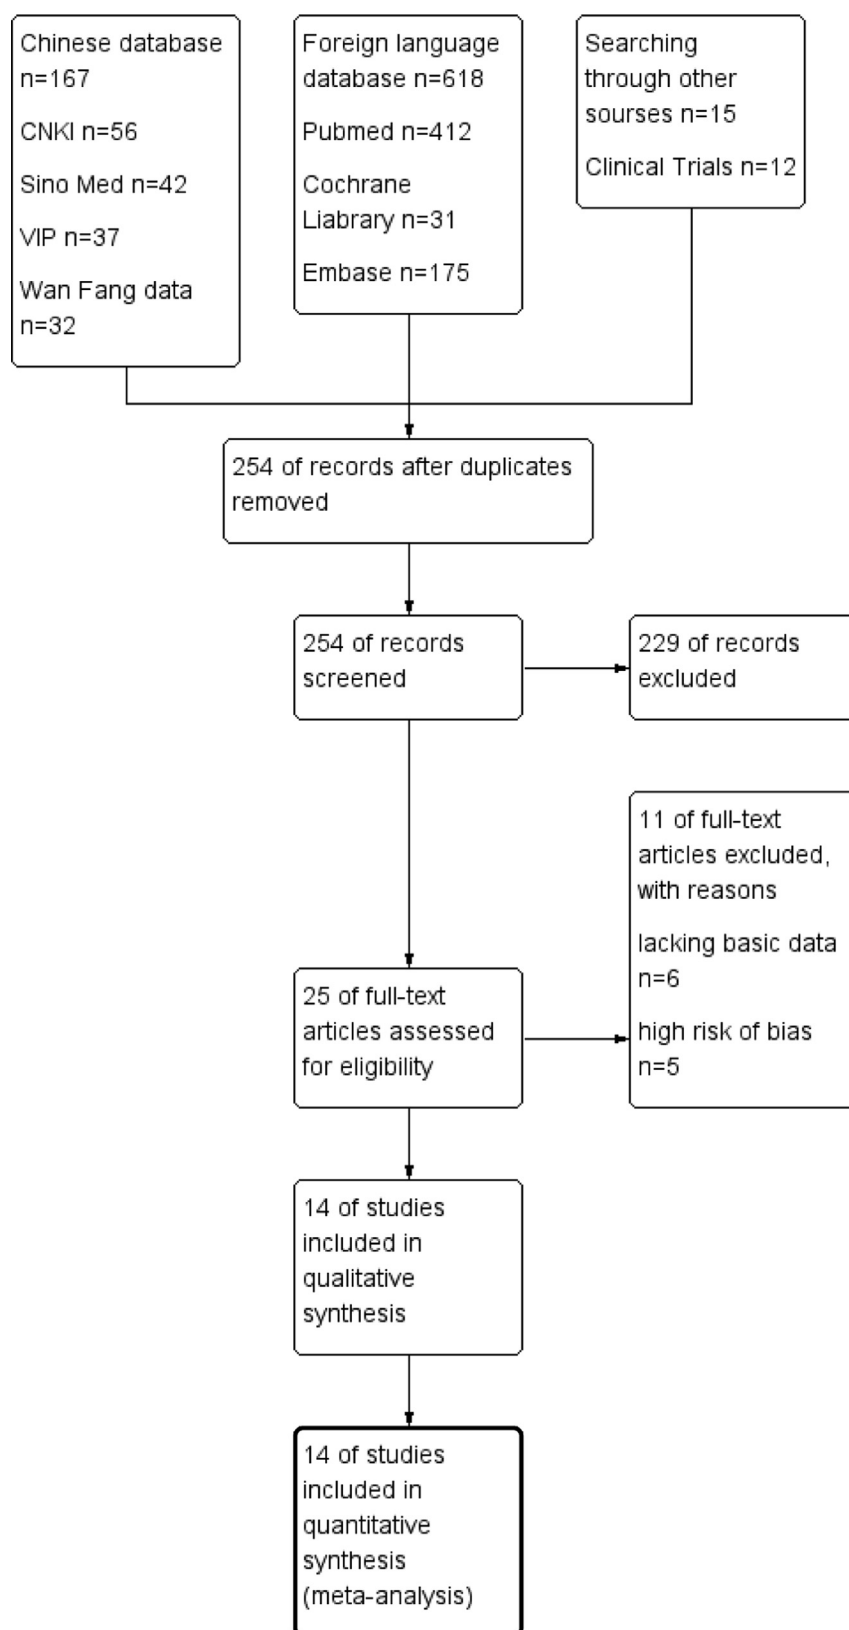 Chinese database
n=167
CNKI n=56
Sino Med n=42
VIP n=37
Wan Fang data
n=32
Foreign language
database n=618
Pubmed n=412
Cochrane
Liabrary n=31
Embase n=175
Searching
through other
sourses n=15
Clinical Trials n=12
254 of records after duplicates
removed
254 of records
screened
229 of records
excluded
11 of full-text
articles excluded,
with reasons
lacking basic data
n=6
high risk of bias
n=5
25 of full-text
articles assessed
for eligibility
14 of studies
included in
qualitative
synthesis
14 of studies
included in
quantitative
synthesis
(meta-analysis)